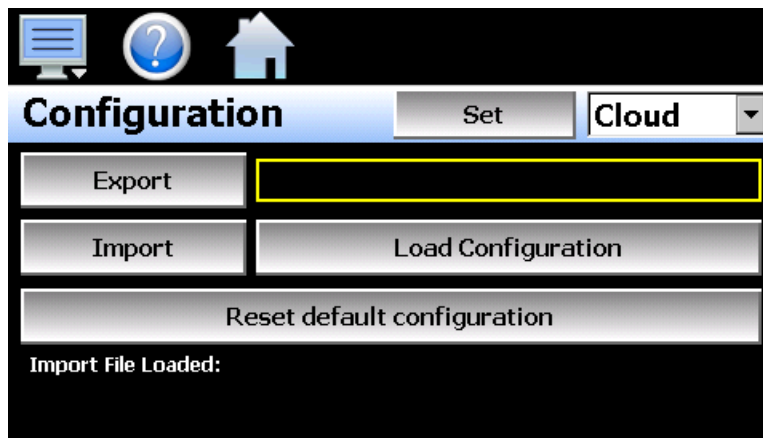 ?
Configuration Set Cloud
Export
Import Load Configuration
Reset default configuration
Import File Loaded: